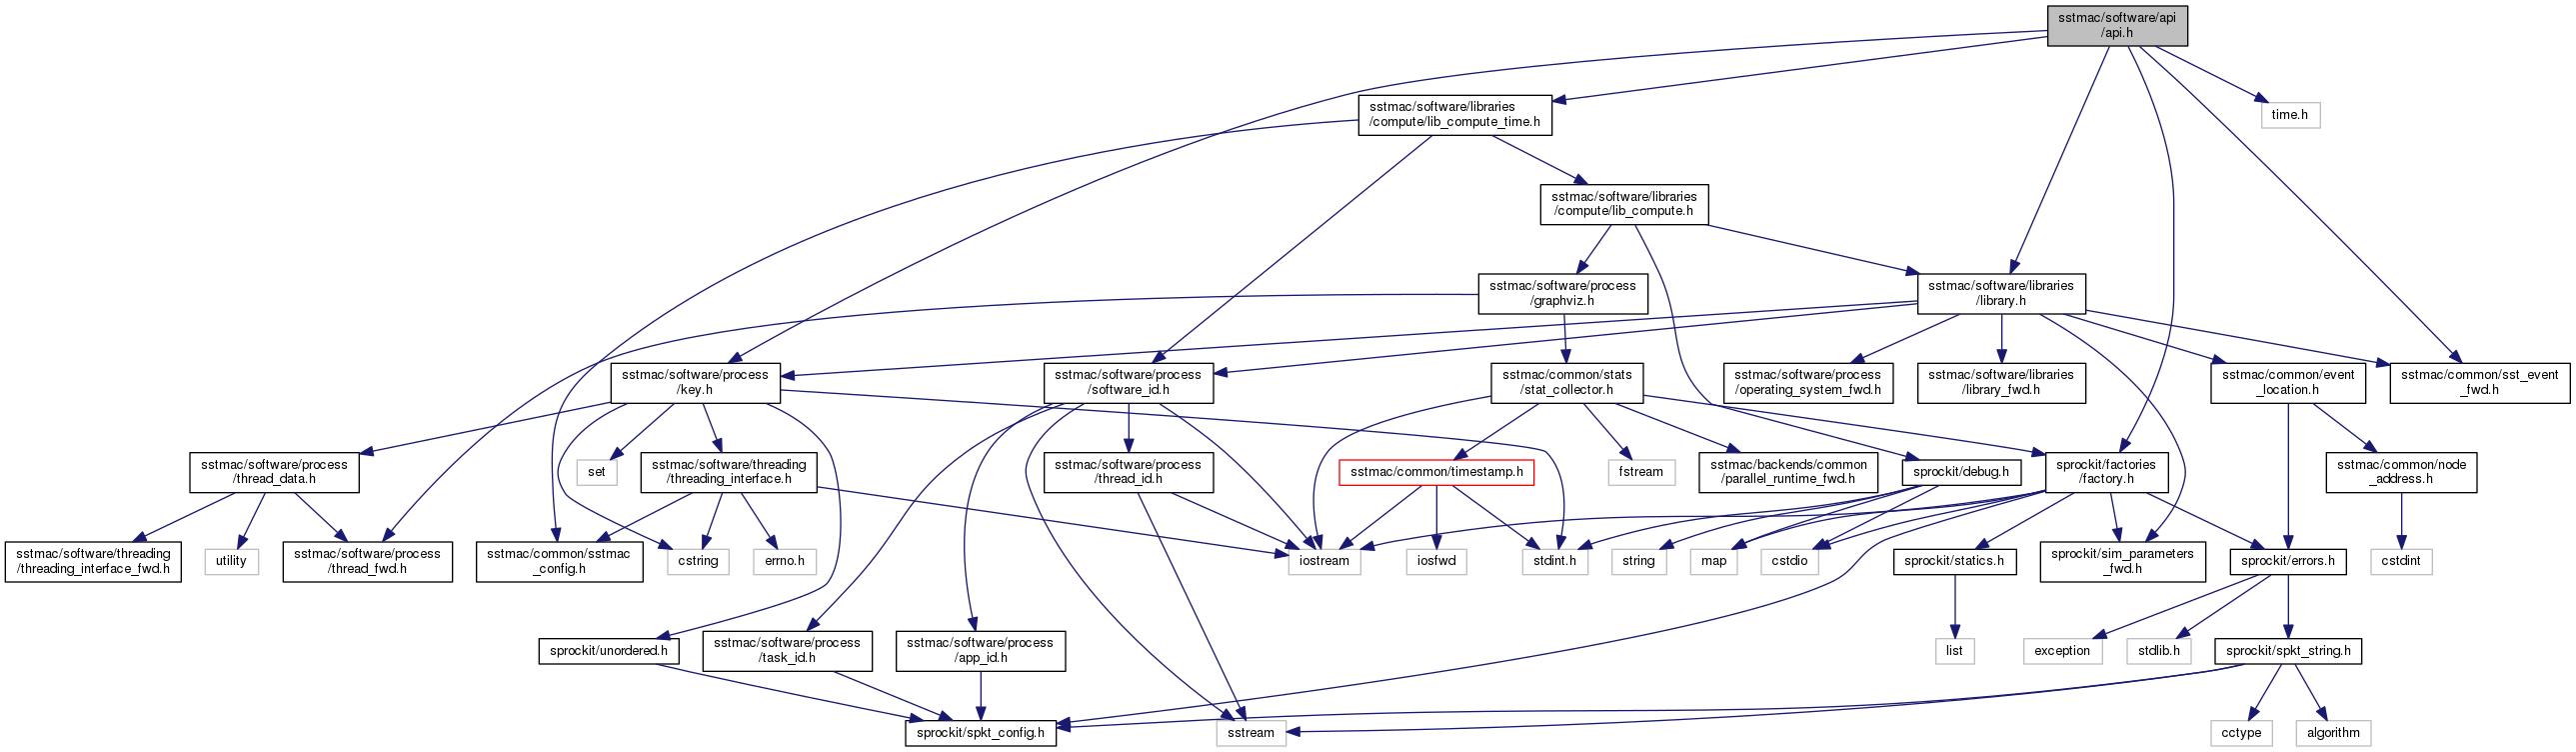 sstmac/software/api
/api.h
sstmac/software/libraries
/compute/lib_compute_time.h
time.h
sstmac/software/libraries
/compute/lib_compute.h
sstmac/software/process
/graphviz.h
sstmac/software/libraries
/library.h
sstmac/software/process
/key.h
sstmac/software/process
/software_id.h
sstmac/common/stats
/stat_collector.h
sstmac/software/process
/operating_system_fwd.h
sstmac/software/libraries
/library_fwd.h
sstmac/common/event
_location.h
sstmac/common/sst_event
_fwd.h
sstmac/software/process
/thread_data.h
set
sstmac/software/threading
/threading_interface.h
sstmac/software/process
/thread_id.h
sstmac/common/timestamp.h
fstream
sstmac/backends/common
/parallel_runtime_fwd.h
sprockit/debug.h
sprockit/factories
/factory.h
sstmac/common/node
_address.h
sstmac/software/threading
/threading_interface_fwd.h
utility
sstmac/software/process
/thread_fwd.h
sstmac/common/sstmac
_config.h
cstring
errno.h
iostream
iosfwd
stdint.h
string
map
cstdio
sprockit/statics.h
sprockit/sim_parameters
_fwd.h
sprockit/errors.h
cstdint
sprockit/unordered.h
sstmac/software/process
/task_id.h
sstmac/software/process
/app_id.h
list
exception
stdlib.h
sprockit/spkt_string.h
sprockit/spkt_config.h
sstream
cctype
algorithm